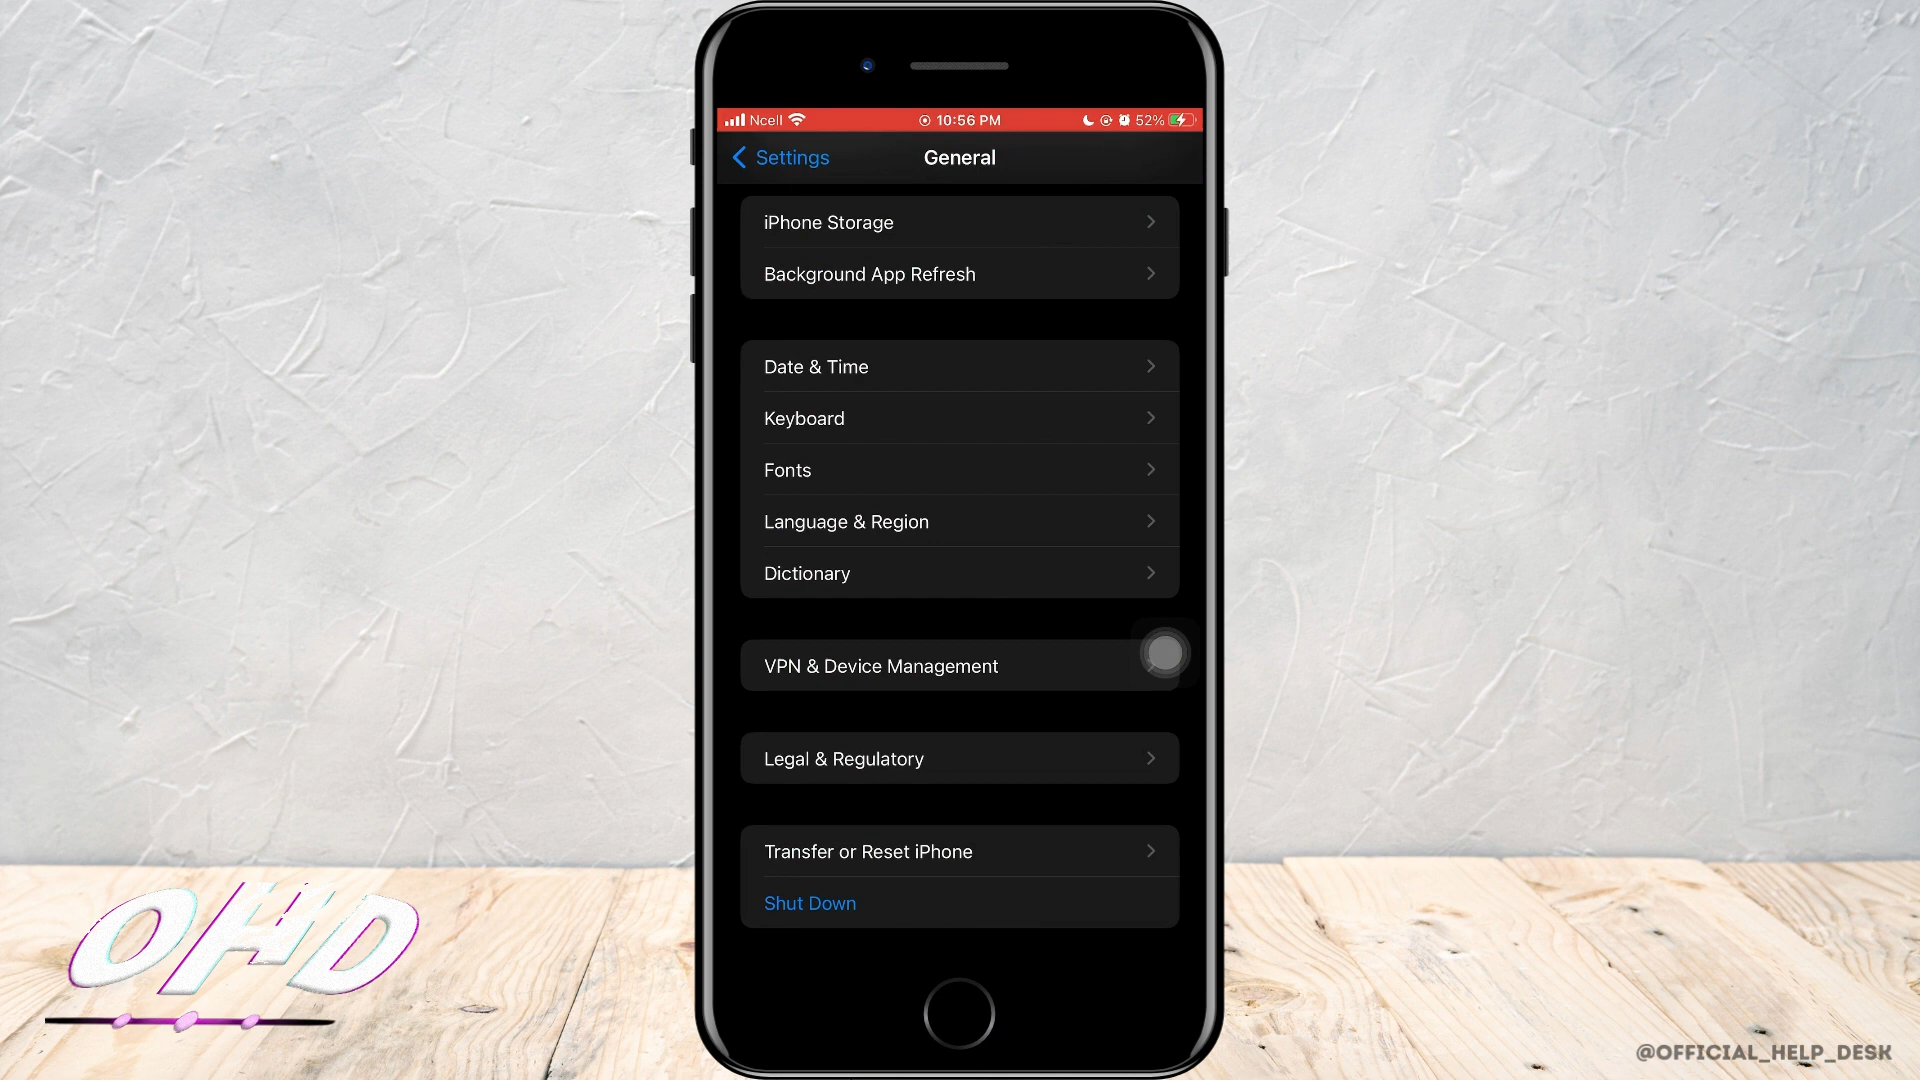 Ncell 10:56 PM 52%
Settings General
iPhone Storage
Background App Refresh
Date & Time
Keyboard
Fonts
Language & Region
Dictionary
VPN & Device Management
Legal & Regulatory
Transfer or Reset iPhone
Shut Down
OHD
@OFFICIAL_HELP_DESK